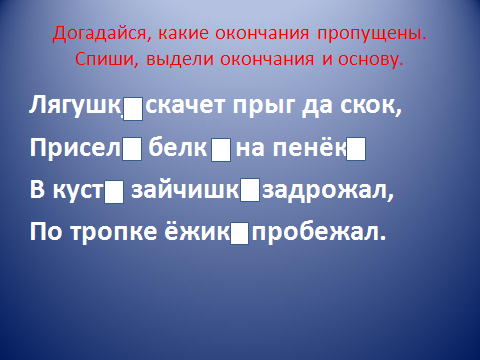 Догадайся, какие окончания пропущены.
Спиши, выдели окончания и основу.
Лягушк скачет прыг да скок,
Присел белк на пенёк
В куст зайчишк задрожал,
По тропке ёжик пробежал.